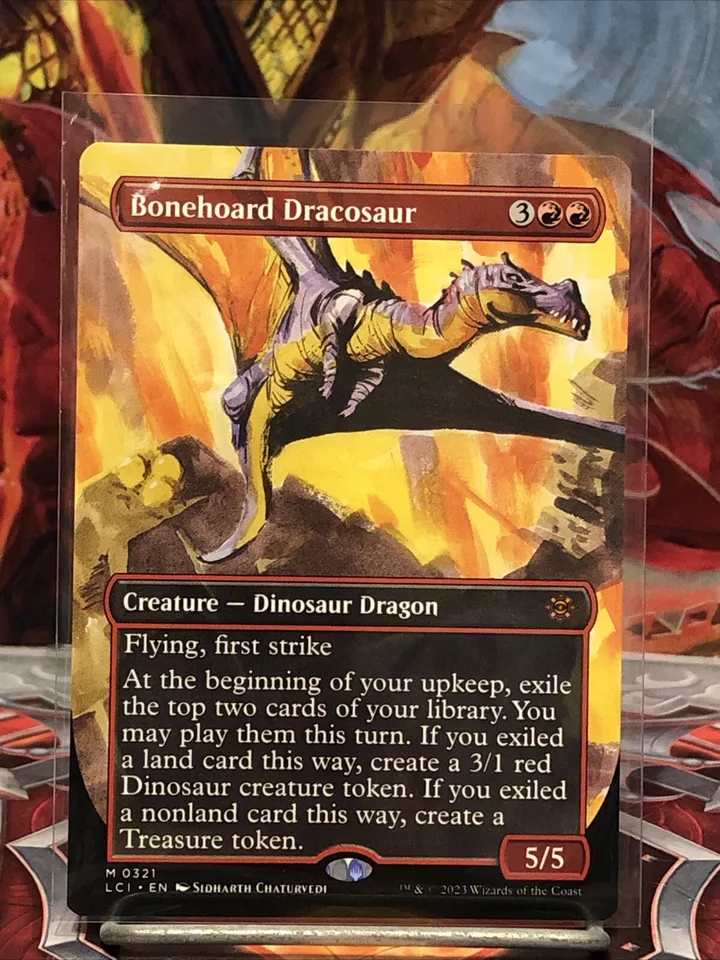 Bonehoard Dracosaur 3
Creature — Dinosaur Dragon
Flying, first strike
At the beginning of your upkeep, exile
the top two cards of your library. You
may play them this turn. If you exiled
a land card this way, create a 3/1 red
Dinosaur creature token. If you exiled
a nonland card this way, create a
Treasure token.
5/5
M 0321
LCI • EN SIDHARTH CHATURVEDI ™ & © 2023 Wizards of the Coast